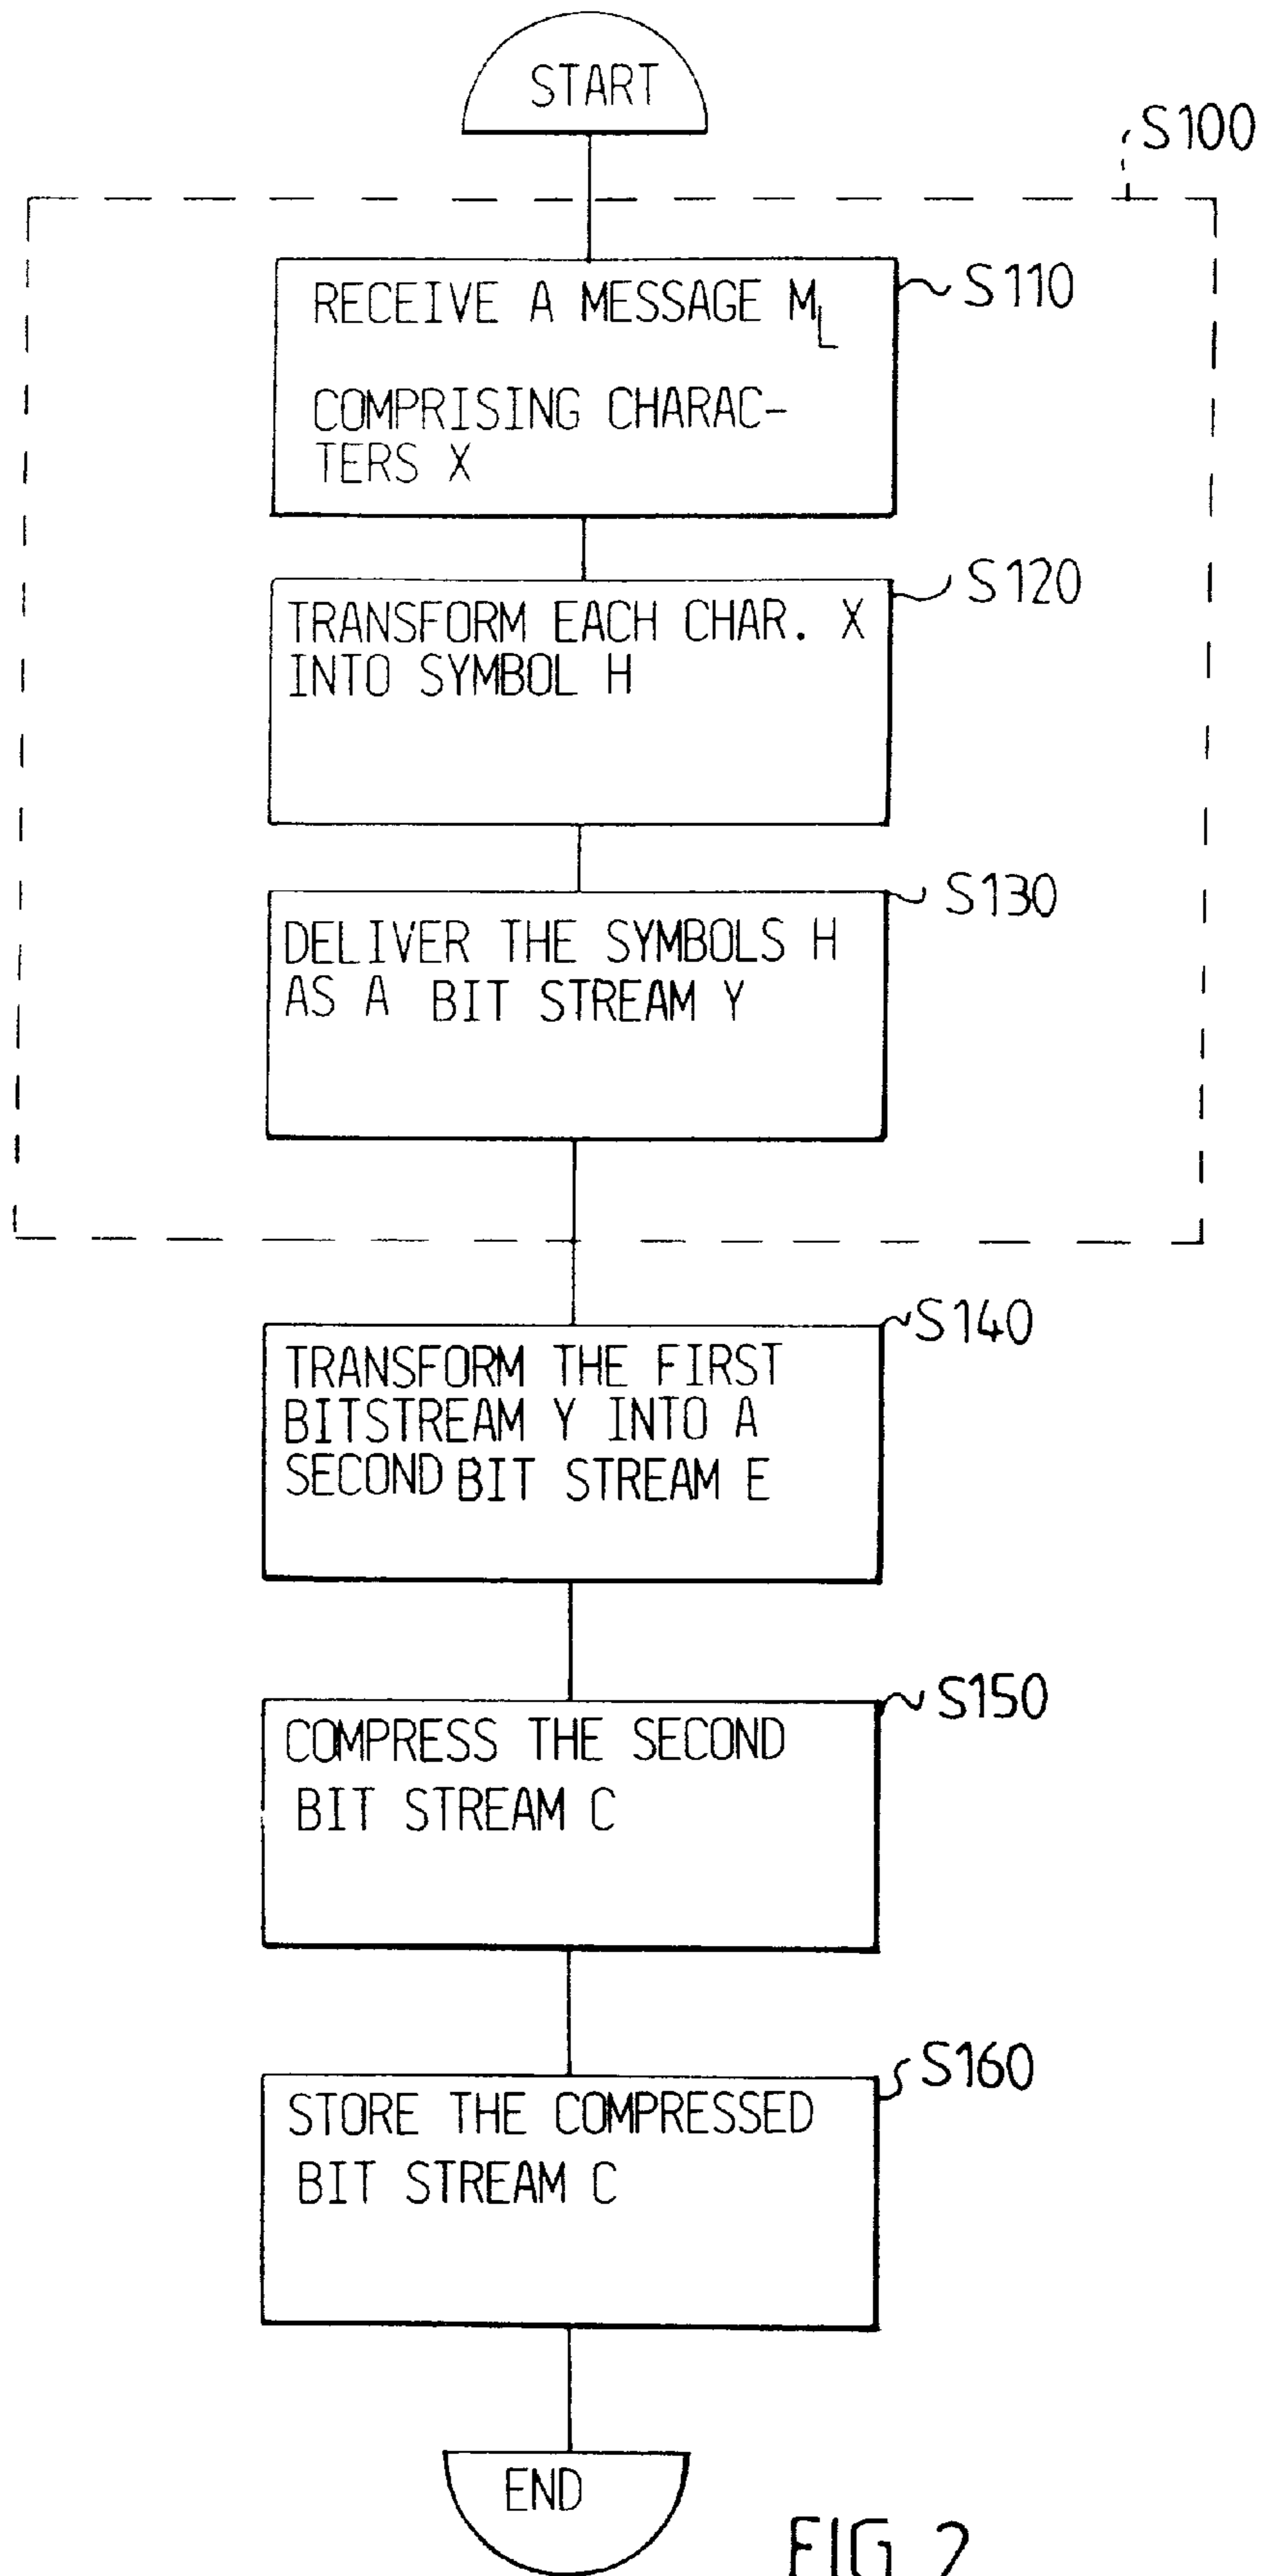 START
S100
RECEIVE A MESSAGE ML
S110
COMPRISING CHARAC-
TERS X
S120
TRANSFORM EACH CHAR. X
INTO SYMBOL H
S130
DELIVER THE SYMBOLS H
AS A BIT STREAM Y
S140
TRANSFORM THE FIRST
BITSTREAM Y INTO A
SECOND BIT STREAM E
S150
COMPRESS THE SECOND
BIT STREAM C
S160
STORE THE COMPRESSED
BIT STREAM C
END
FIG 2